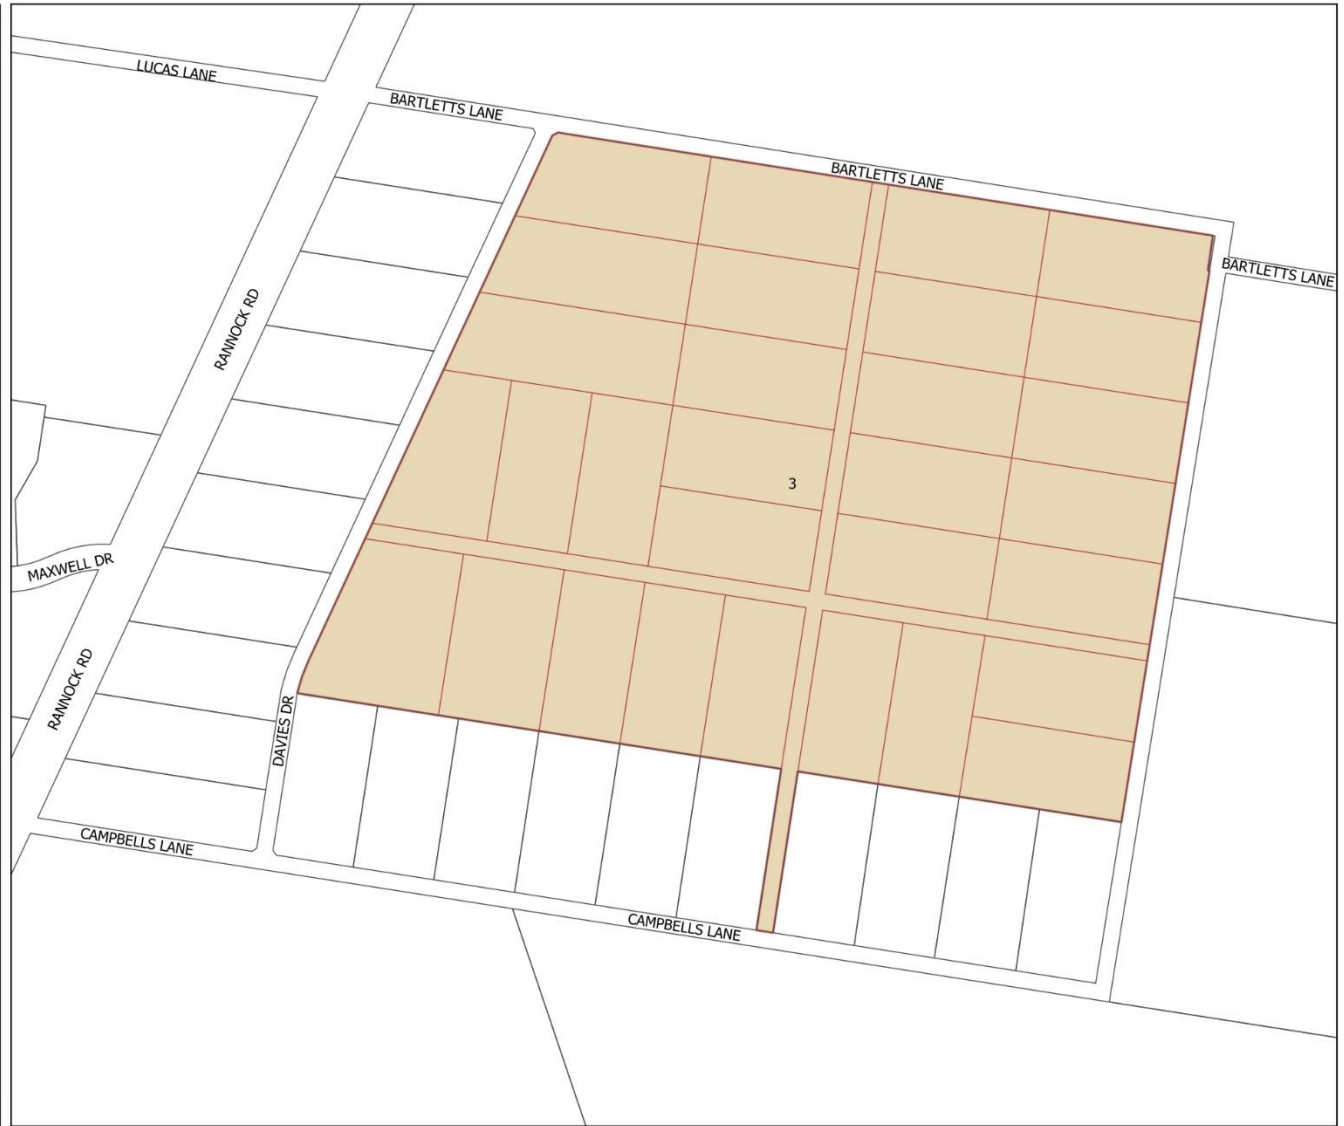 LUCAS LANE
BARTLETTS LANE
BARTLETTS LANE
BARTLETTS LANE
RANNOCK RD
3
MAXWELL DR
RANNOCK RD
DAVIES DR
CAMPBELLS LANE
CAMPBELLS LANE